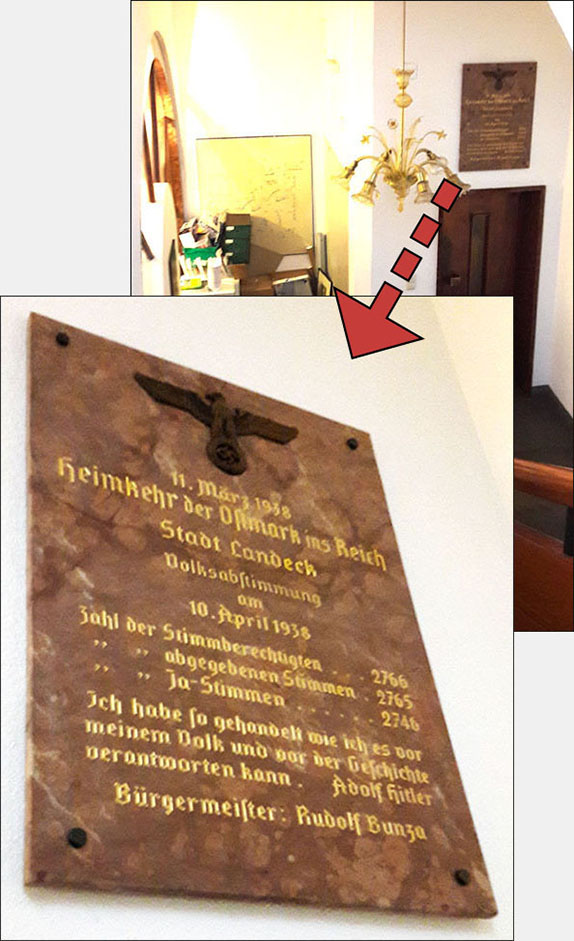 11. März 1938
Heimkehr der Ostmark ins Reich
Stadt Landeck
Volksabstimmung
am
10. April 1938
Zahl der Stimmberechtigten . . . . 2766
„ „ abgegebenen Stimmen . 2765
„ „ Ja-Stimmen . . . . . . . 2746
Ich habe so gehandelt wie ich es vor
meinem Volk und vor der Geschichte
verantworten kann . Adolf Hitler
Bürgermeister: Rudolf Bunza